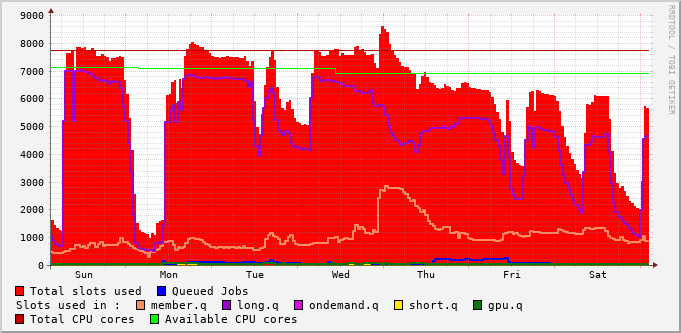 9000
8000
7000
6000
5000
4000
3000
2000
1000
0
Sun Mon Tue Wed Thu Fri Sat
RRDTOOL / TOBI OETIKER
Total slots used Queued Jobs
Slots used in : member.q long.q ondemand.q short.q gpu.q
Total CPU cores Available CPU cores